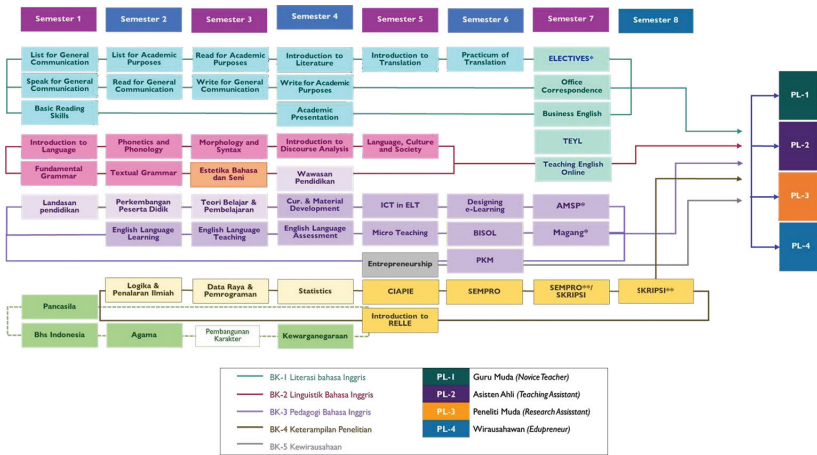 Semester 1
Semester 2
Semester 3
Semester 4
Semester 5
Semester 6
Semester 7
Semester 8
List for General
Communication
List for Academic
Purposes
Read for Academic
Purposes
Introduction to
Literature
Introduction to
Translation
Practicum of
Translation
ELECTIVES*
Speak for General
Communication
Read for General
Communication
Write for General
Communication
Write for Academic
Purposes
Office
Correspondence
Basic Reading
Skills
Academic
Presentation
Business English
Introduction to
Language
Phonetics and
Phonology
Morphology and
Syntax
Introduction to
Discourse Analysis
Language, Culture
and Society
TEYL
Fundamental
Grammar
Textual Grammar
Estetika Bahasa
dan Seni
Wawasan
Pendidikan
Teaching English
Online
Landasan
pendidikan
Perkembangan
Peserta Didik
Teori Belajar &
Pembelajaran
Cur. & Material
Development
ICT in ELT
Designing
e-Learning
AMSP*
English Language
Learning
English Language
Teaching
English Language
Assessment
Micro Teaching
BISOL
Magang*
Entrepreneurship
PKM
Logika &
Penalaran Ilmiah
Data Raya &
Pemrograman
Statistics
CIAPIE
SEMPRO
SEMPRO**/
SKRIPSI
SKRIPSI**
Pancasila
Introduction to
RELLE
Bhs Indonesia
Agama
Pembangunan
Karakter
Kewarganegaraan
PL-1
PL-2
PL-3
PL-4
BK-1 Literasi bahasa Inggris
BK-2 Linguistik Bahasa Inggris
BK-3 Pedagogi Bahasa Inggris
BK-4 Keterampilan Penelitian
BK-5 Kewirausahaan
PL-1 Guru Muda (Novice Teacher)
PL-2 Asisten Ahli (Teaching Assistant)
PL-3 Peneliti Muda (Research Assistant)
PL-4 Wirausahawan (Edupreneur)